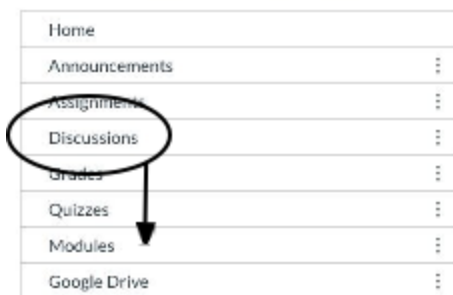 Home
Announcements
Assignments
Discussions
Grades
Quizzes
Modules
Google Drive